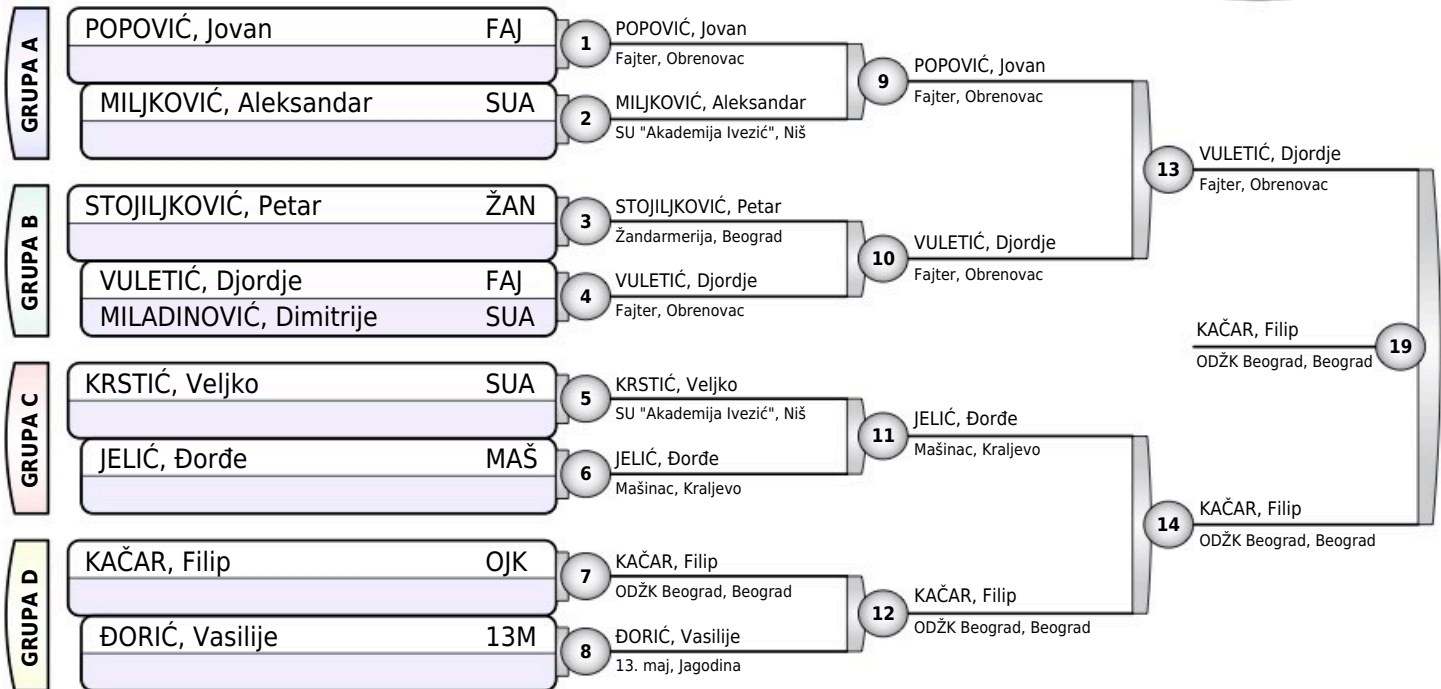 GRUPA A
POPOVIĆ, Jovan FAJ
MILJKOVIĆ, Aleksandar SUA
GRUPA B
STOJILJKOVIĆ, Petar ŽAN
VULETIĆ, Djordje FAJ
MILADINOVIĆ, Dimitrije SUA
GRUPA C
KRSTIĆ, Veljko SUA
JELIĆ, Đorđe MAŠ
GRUPA D
KAČAR, Filip OJK
ĐORIĆ, Vasilije 13M
1
POPOVIĆ, Jovan
Fajter, Obrenovac
2
MILJKOVIĆ, Aleksandar
SU "Akademija Ivezić", Niš
3
STOJILJKOVIĆ, Petar
Žandarmerija, Beograd
4
VULETIĆ, Djordje
Fajter, Obrenovac
5
KRSTIĆ, Veljko
SU "Akademija Ivezić", Niš
6
JELIĆ, Đorđe
Mašinac, Kraljevo
7
KAČAR, Filip
ODŽK Beograd, Beograd
8
ĐORIĆ, Vasilije
13. maj, Jagodina
9
POPOVIĆ, Jovan
Fajter, Obrenovac
10
VULETIĆ, Djordje
Fajter, Obrenovac
11
JELIĆ, Đorđe
Mašinac, Kraljevo
12
KAČAR, Filip
ODŽK Beograd, Beograd
13
VULETIĆ, Djordje
Fajter, Obrenovac
14
KAČAR, Filip
ODŽK Beograd, Beograd
KAČAR, Filip
ODŽK Beograd, Beograd
19